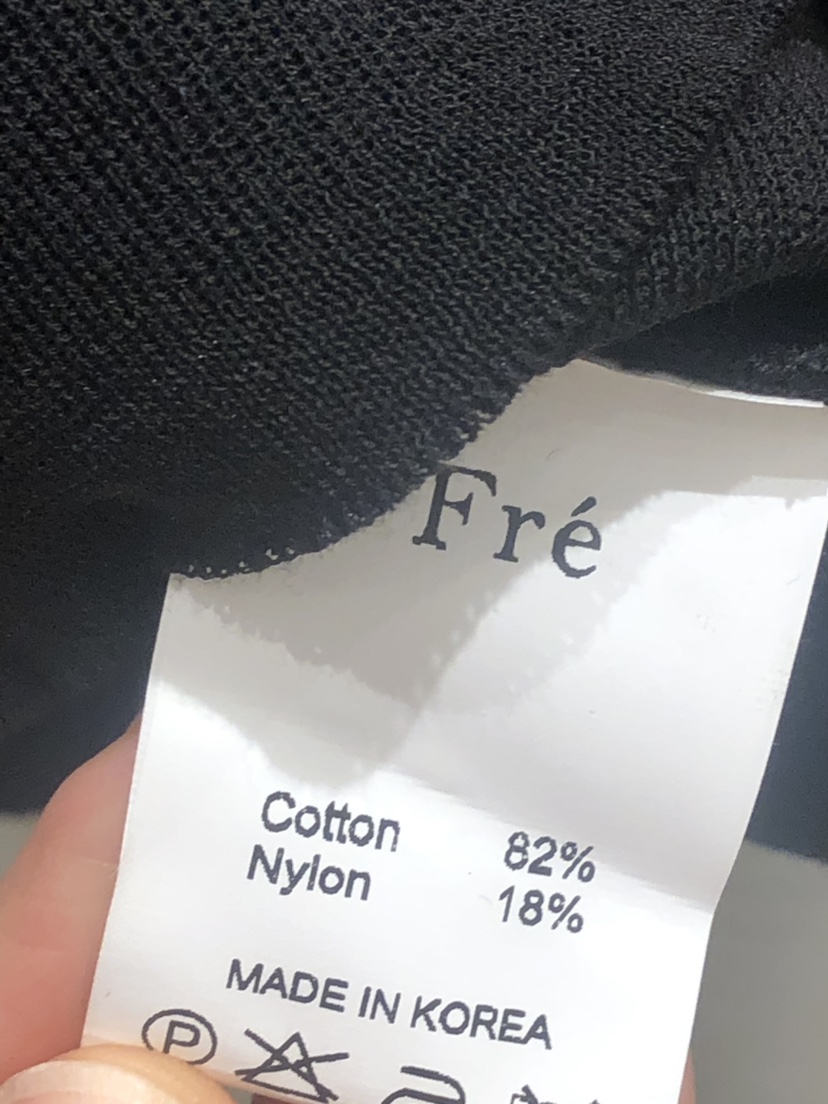 Fré
Cotton 82%
Nylon 18%
MADE IN KOREA
P